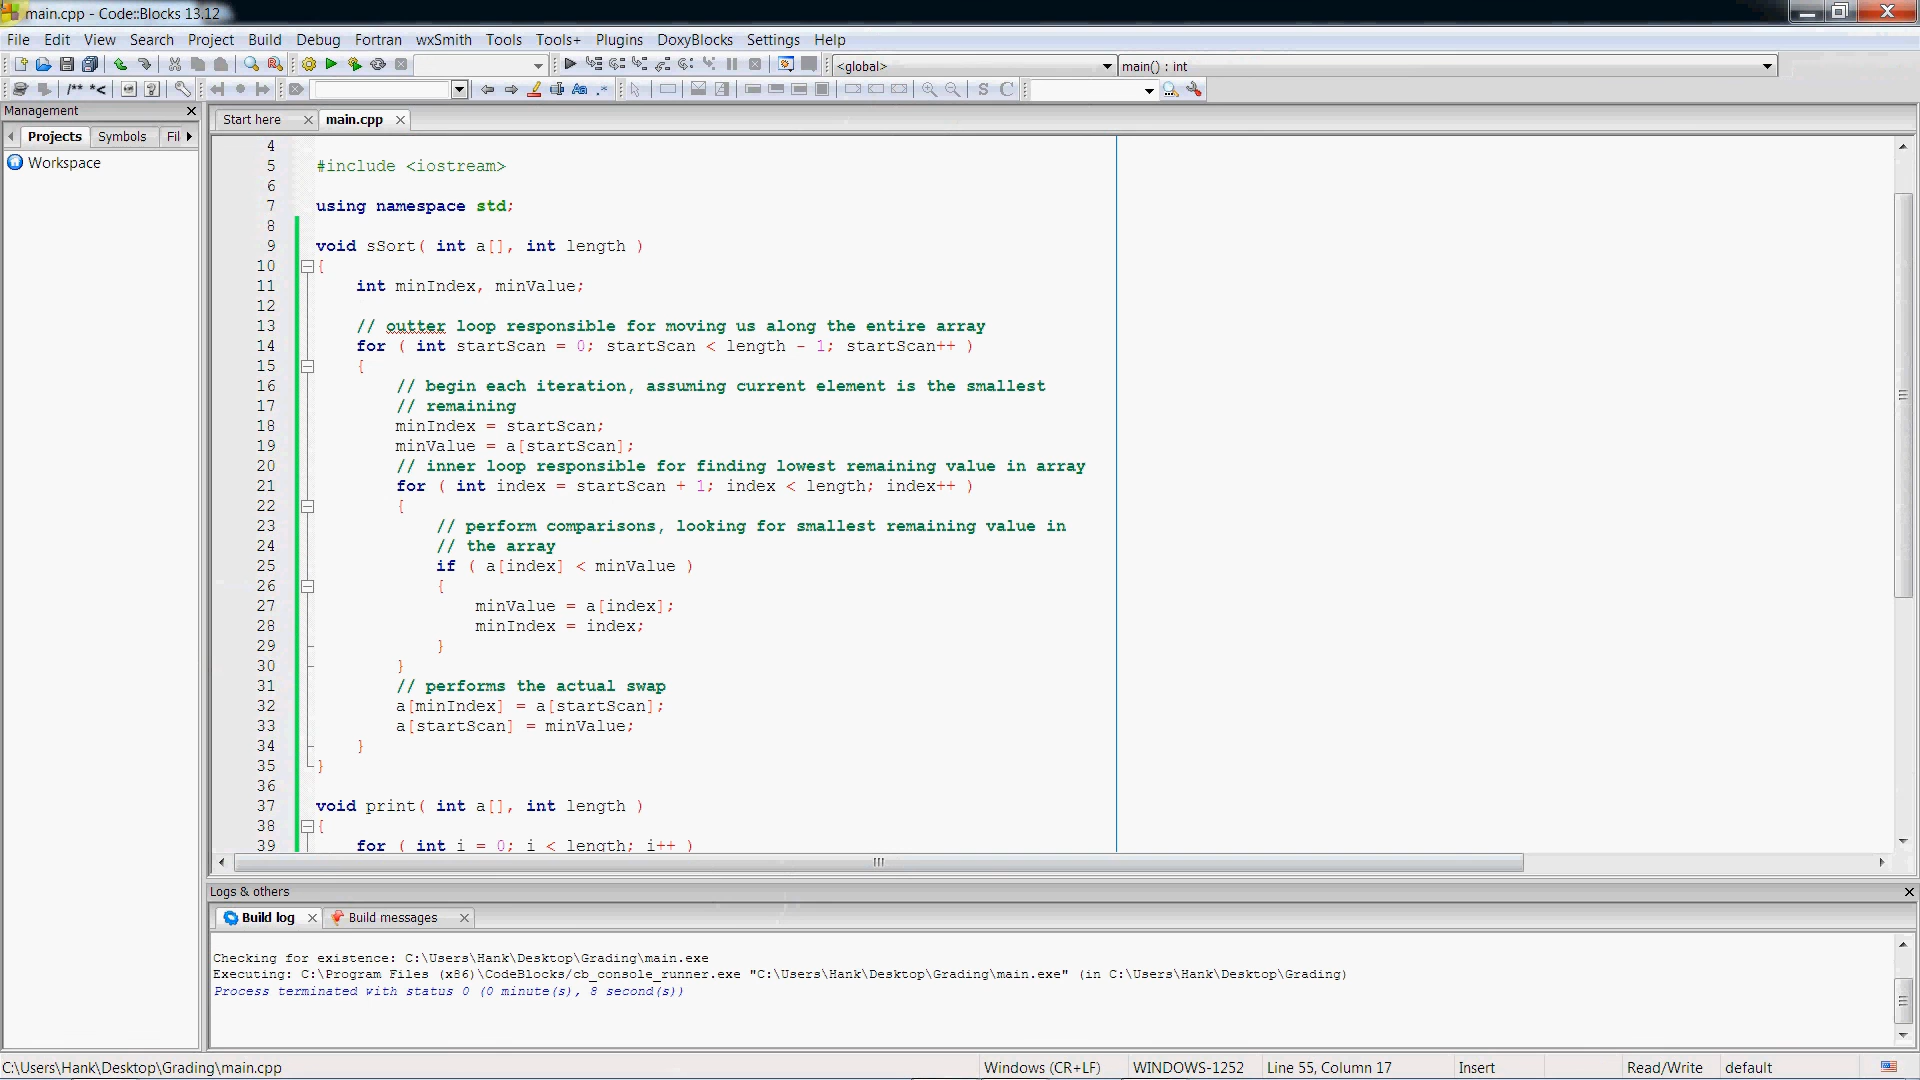 main.cpp - Code::Blocks 13.12
File Edit View Search Project Build Debug Fortran wxSmith Tools Tools+ Plugins DoxyBlocks Settings Help
<global> main() : int
/** *< Aa .* S C
Management
Start here main.cpp
Projects Symbols Fil
Workspace
4
5 #include <iostream>
6
7 using namespace std;
8
9 void sSort( int a[], int length )
10 {
11 int minIndex, minValue;
12
13 // outter loop responsible for moving us along the entire array
14 for ( int startScan = 0; startScan < length - 1; startScan++ )
15 {
16 // begin each iteration, assuming current element is the smallest
17 // remaining
18 minIndex = startScan;
19 minValue = a[startScan];
20 // inner loop responsible for finding lowest remaining value in array
21 for ( int index = startScan + 1; index < length; index++ )
22 {
23 // perform comparisons, looking for smallest remaining value in
24 // the array
25 if ( a[index] < minValue )
26 {
27 minValue = a[index];
28 minIndex = index;
29 }
30 }
31 // performs the actual swap
32 a[minIndex] = a[startScan];
33 a[startScan] = minValue;
34 }
35 }
36
37 void print( int a[], int length )
38 {
39 for ( int i = 0; i < length; i++ )
Logs & others
Build log Build messages
Checking for existence: C:\Users\Hank\Desktop\Grading\main.exe
Executing: C:\Program Files (x86)\CodeBlocks/cb_console_runner.exe "C:\Users\Hank\Desktop\Grading\main.exe" (in C:\Users\Hank\Desktop\Grading)
Process terminated with status 0 (0 minute(s), 8 second(s))
C:\Users\Hank\Desktop\Grading\main.cpp Windows (CR+LF) WINDOWS-1252 Line 55, Column 17 Insert Read/Write default